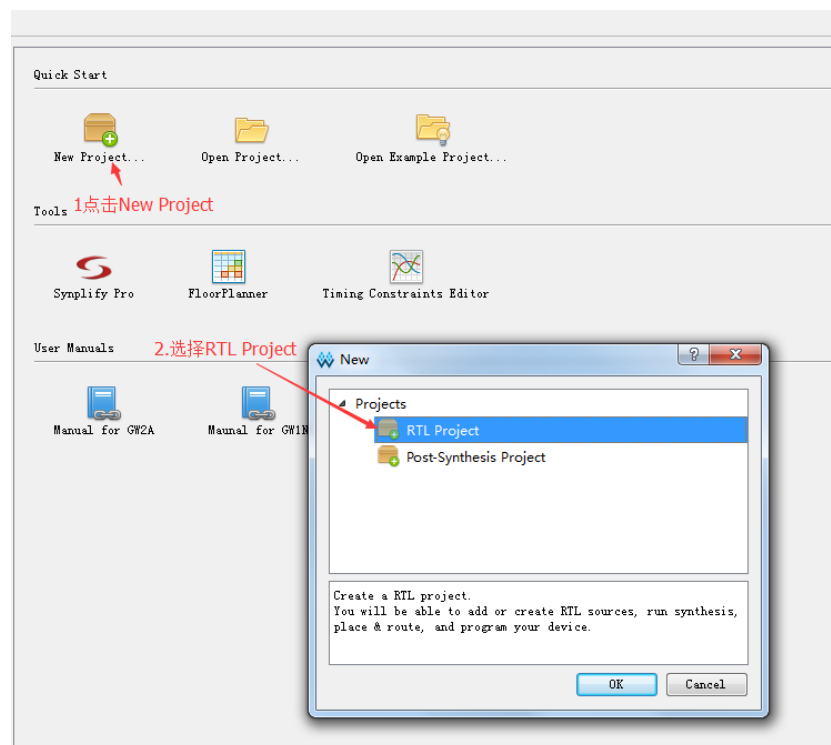 Quick Start
New Project...
Open Project...
Open Example Project...
1点击New Project
Tools
Synplify Pro
FloorPlanner
Timing Constraints Editor
User Manuals
2.选择RTL Project
Manual for GW2A
Maunal for GW1N
New
Projects
RTL Project
Post-Synthesis Project
Create a RTL project.
You will be able to add or create RTL sources, run synthesis,
place & route, and program your device.
OK
Cancel